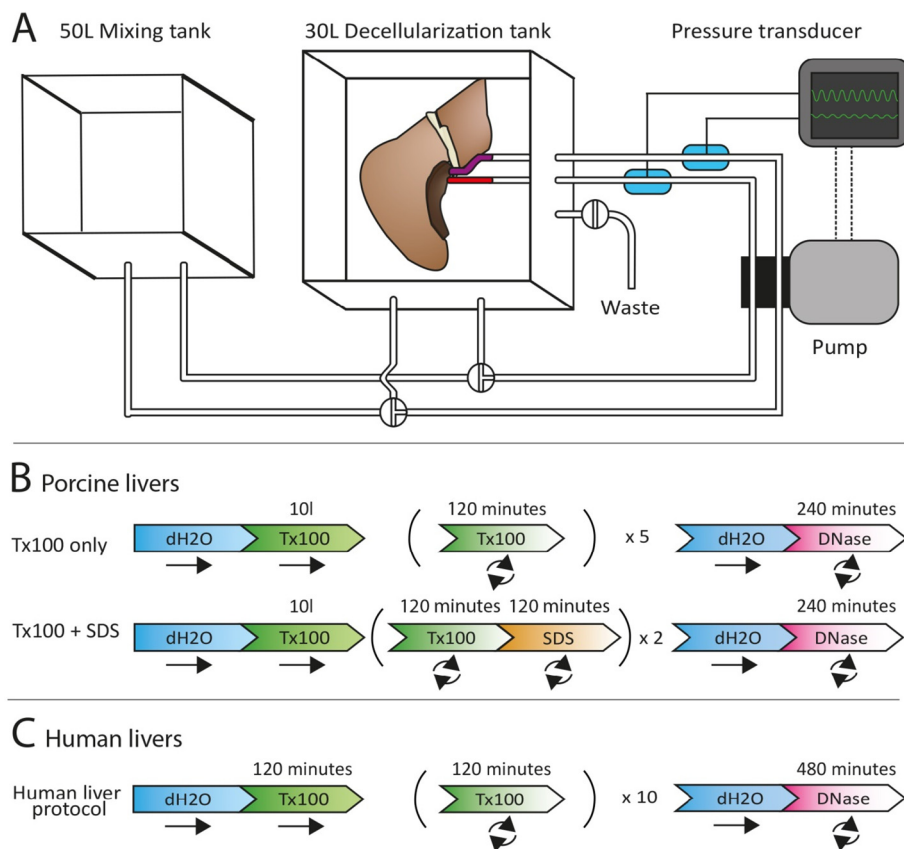 A
50L Mixing tank
30L Decellularization tank
Pressure transducer
Waste
Pump
B Porcine livers
10l
120 minutes
240 minutes
Tx100 only
dH2O
Tx100
Tx100
x 5
dH2O
DNase
10l
120 minutes
120 minutes
240 minutes
Tx100 + SDS
dH2O
Tx100
Tx100
SDS
x 2
dH2O
DNase
C Human livers
120 minutes
120 minutes
480 minutes
Human liver
protocol
dH2O
Tx100
Tx100
x 10
dH2O
DNase